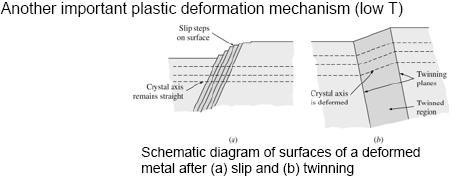 Another important plastic deformation mechanism (low T)
Slip steps
on surface
Crystal axis
remains straight
(a)
Crystal axis
is deformed
Twinning
planes
Twinned
region
(b)
Schematic diagram of surfaces of a deformed
metal after (a) slip and (b) twinning